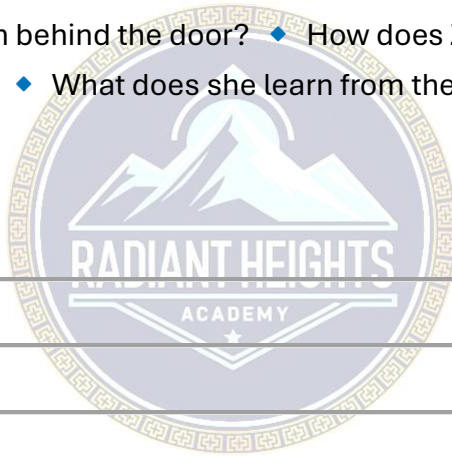 behind the door? ◆ How does
◆ What does she learn from the
RADIANT HEIGHTS
ACADEMY